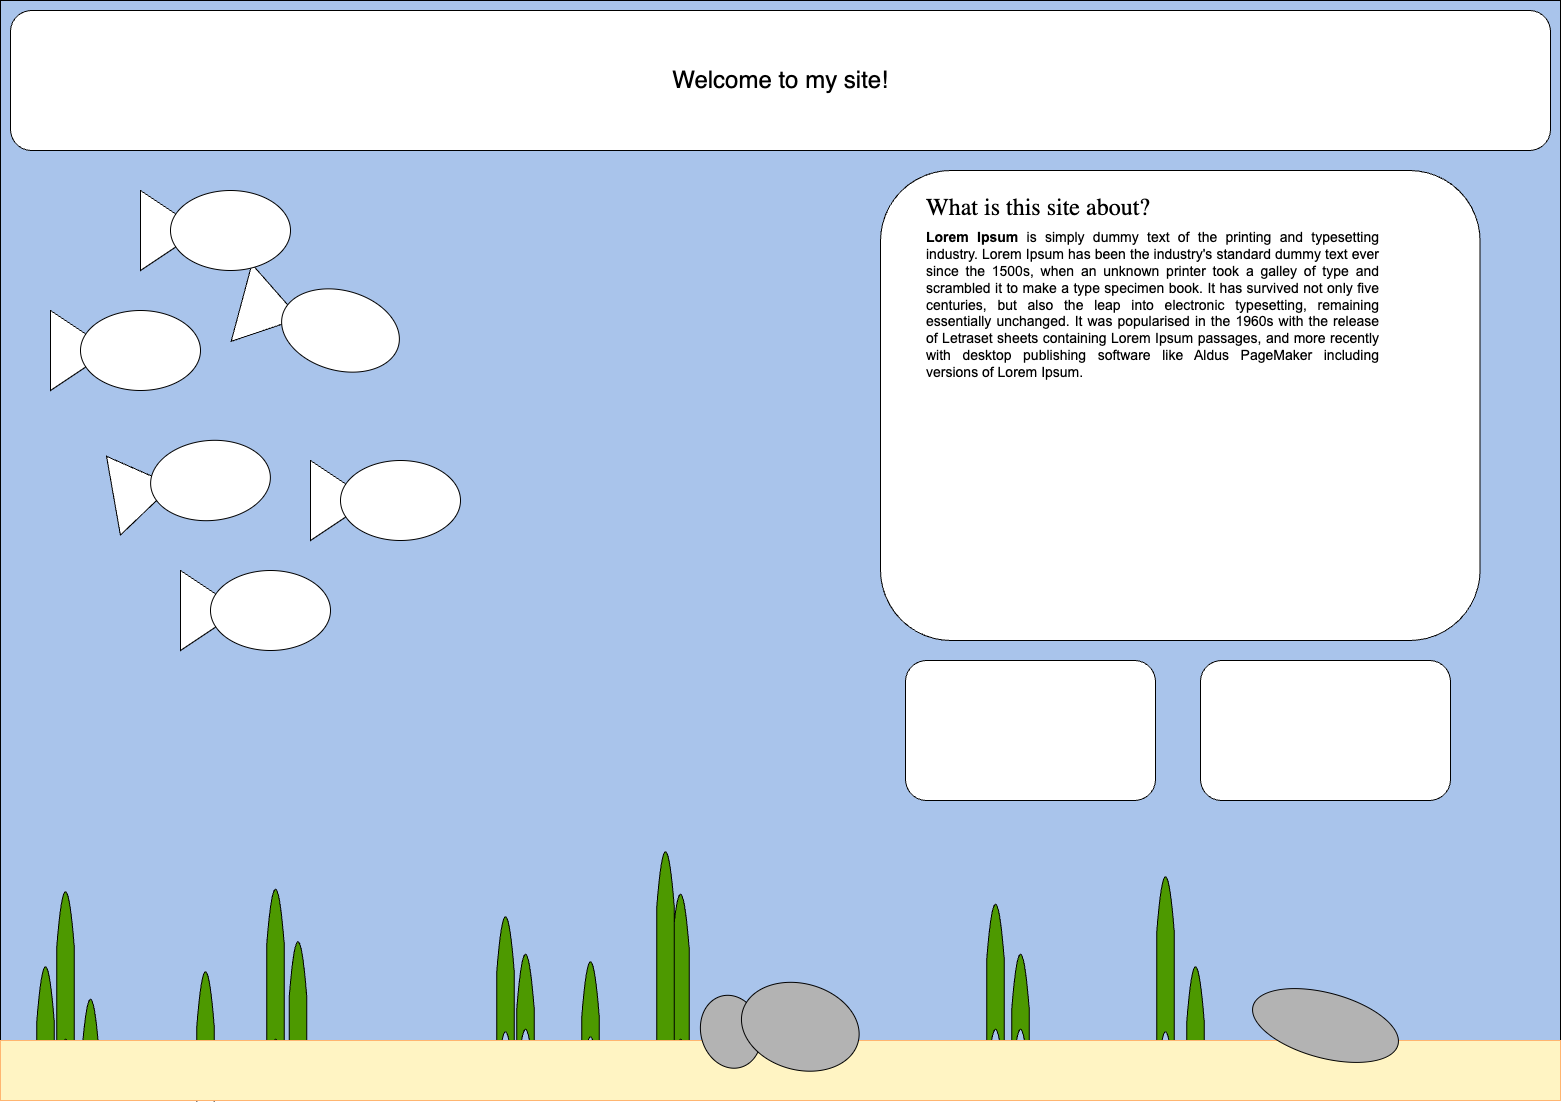 Welcome to my site!
What is this site about?
Lorem Ipsum is simply dummy text of the printing and typesetting
industry. Lorem Ipsum has been the industry's standard dummy text ever
since the 1500s, when an unknown printer took a galley of type and
scrambled it to make a type specimen book. It has survived not only five
centuries, but also the leap into electronic typesetting, remaining
essentially unchanged. It was popularised in the 1960s with the release
of Letraset sheets containing Lorem Ipsum passages, and more recently
with desktop publishing software like Aldus PageMaker including
versions of Lorem Ipsum.